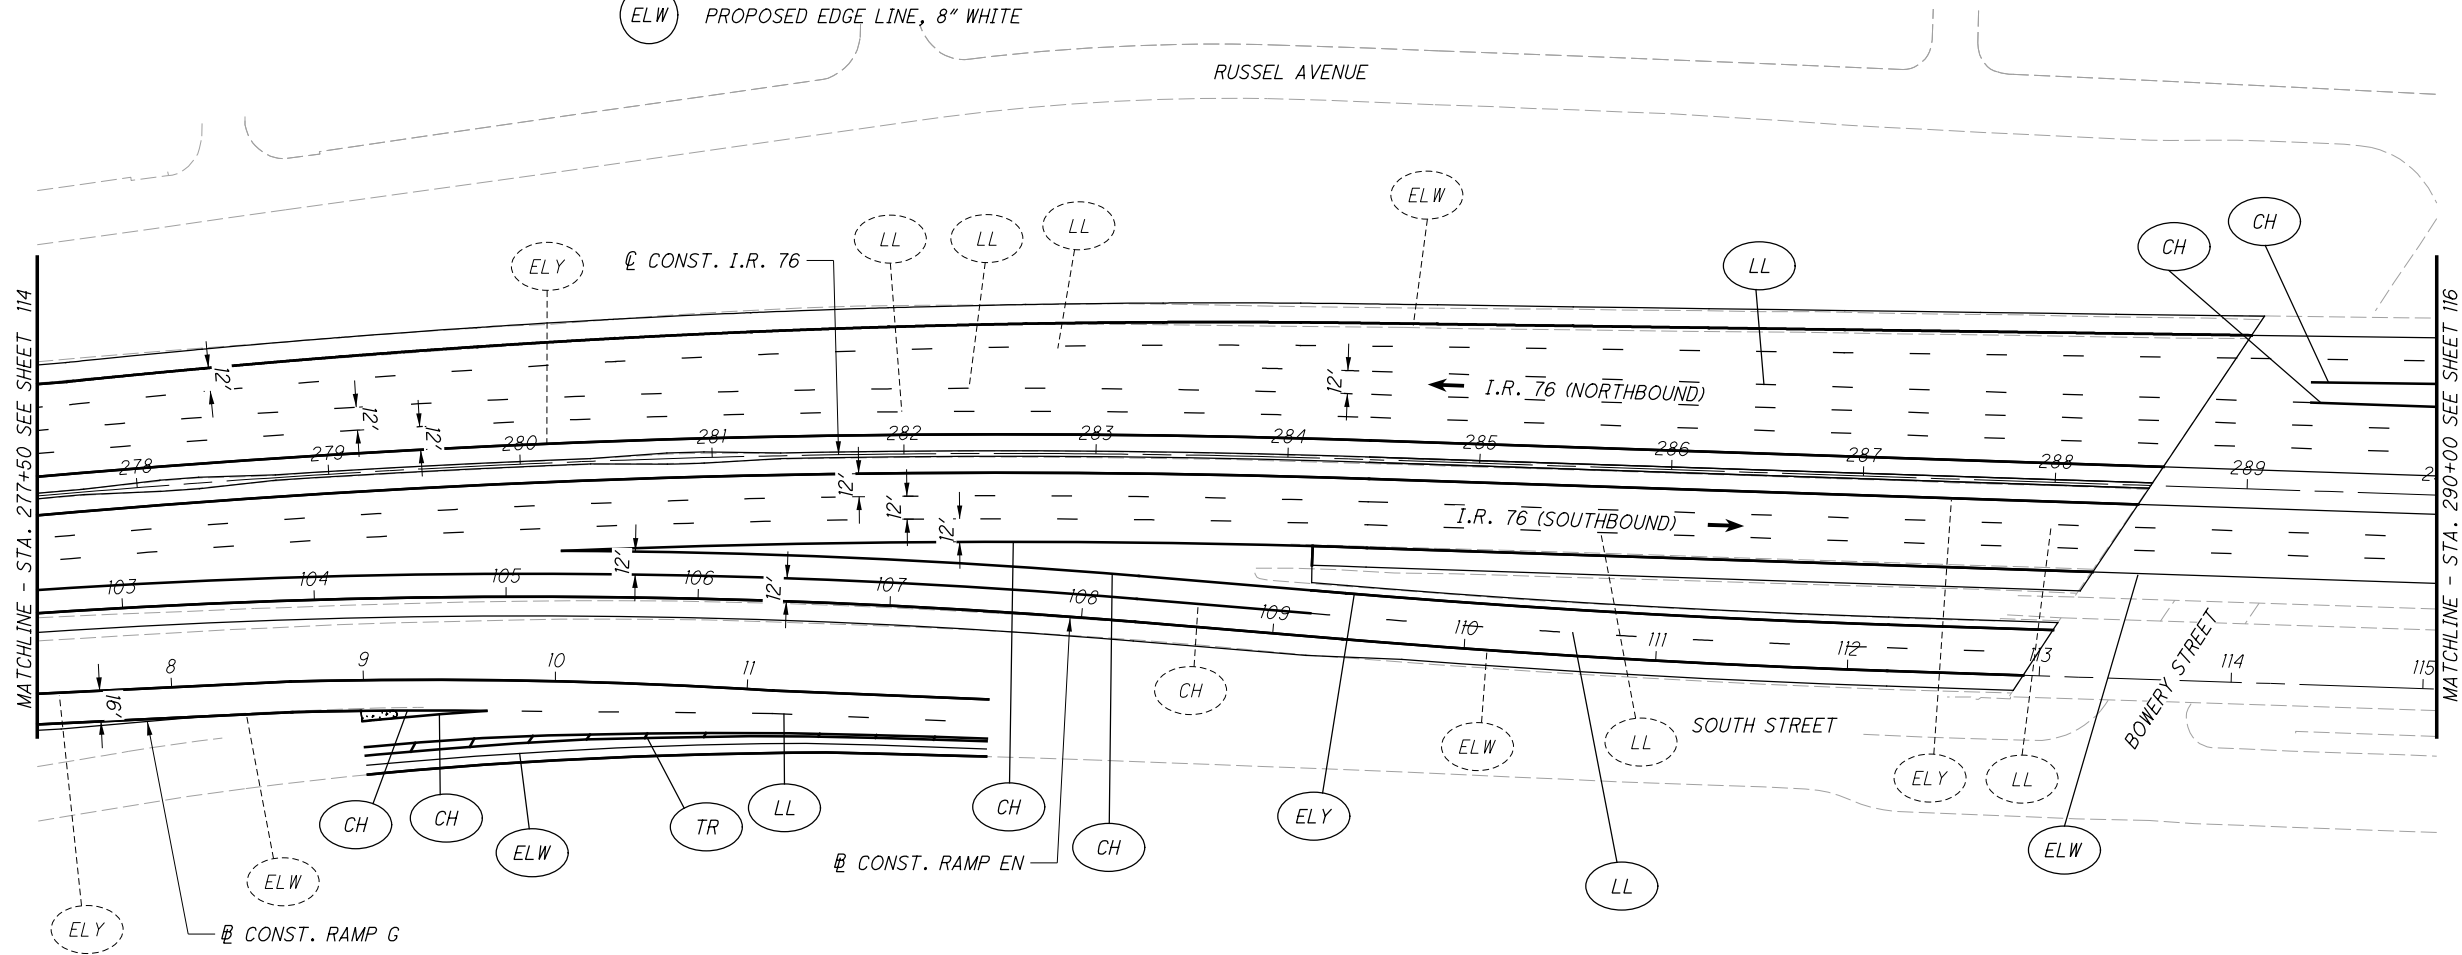 ELW PROPOSED EDGE LINE, 8" WHITE
RUSSEL AVENUE
ELW
LL
LL
LL
CH
CH
ELY
℄ CONST. I.R. 76
LL
MATCHLINE - STA. 277+50 SEE SHEET 114
MATCHLINE - STA. 290+00 SEE SHEET 116
12'
12'
12'
12'
I.R. 76 (NORTHBOUND)
278
279
280
281
282
283
284
285
286
287
288
289
2
12'
12'
12'
I.R. 76 (SOUTHBOUND)
12'
12'
103
104
105
106
107
108
109
110
111
112
113
114
115
BOWERY STREET
8
9
10
11
16'
CH
SOUTH STREET
ELW
LL
ELY
LL
CH
CH
ELW
TR
LL
CH
CH
ELY
ELW
LL
B CONST. RAMP EN
ELW
ELY
B CONST. RAMP G